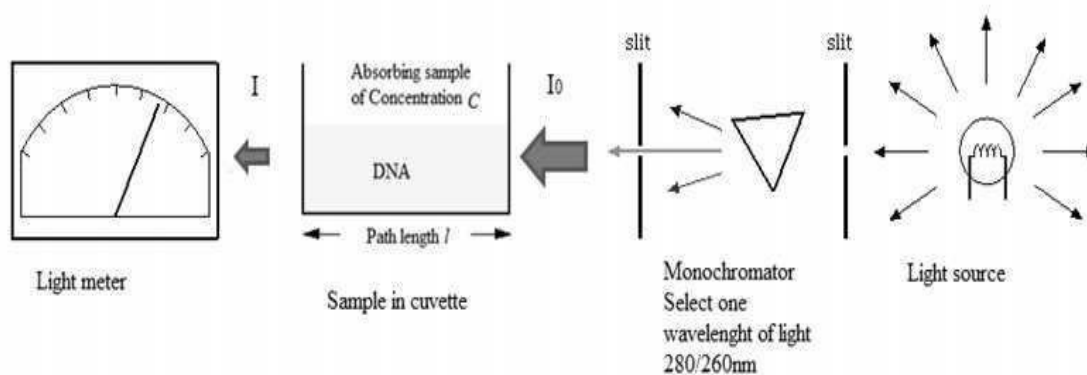 slit
slit
I
Absorbing sample
of Concentration C
I0
DNA
Path length l
Light meter
Sample in cuvette
Monochromator
Select one
wavelenght of light
280/260nm
Light source